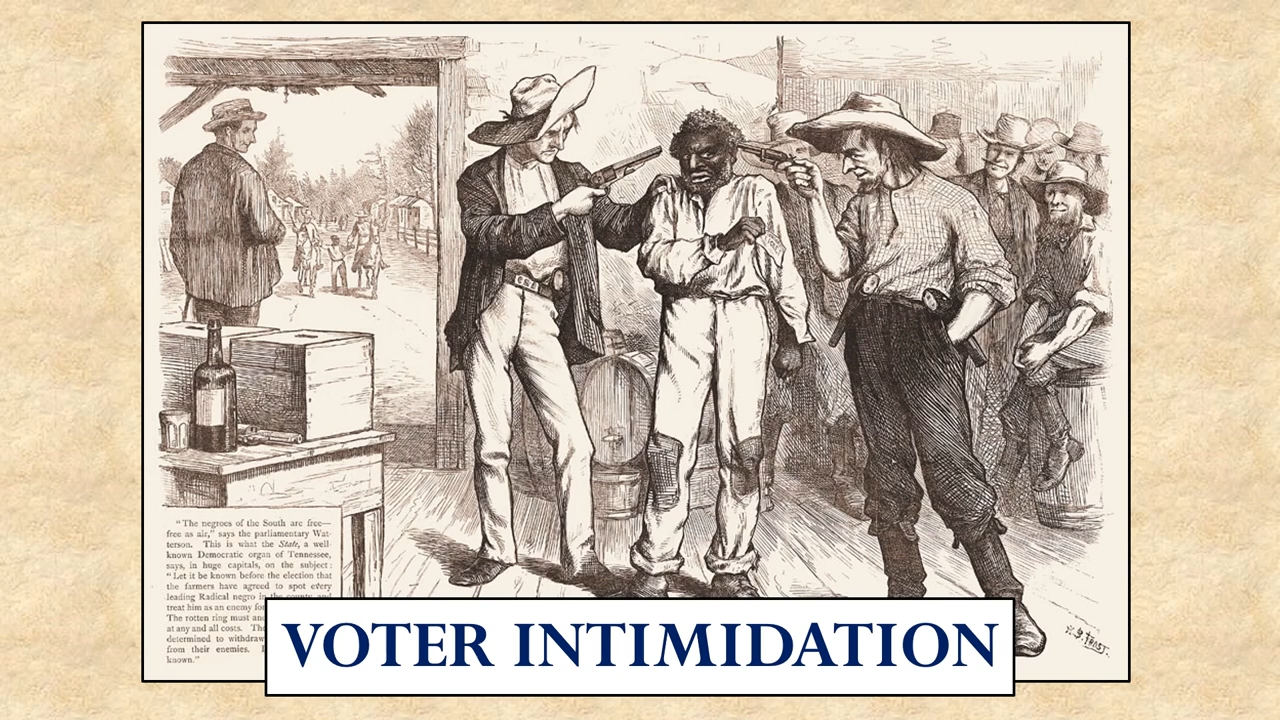 "The negroes of the South are free—
free as air," says the parliamentary Wat-
terson. This is what the State, a well-
known Democratic organ of Tennessee,
says, in huge capitals, on the subject:
"Let it be known before the election that
the farmers have agreed to spot every
leading Radical negro in the county, and
treat him as an enemy for
The rotten ring must and
at any and all costs. The
determined to withdraw
from their enemies.
known."
VOTER INTIMIDATION